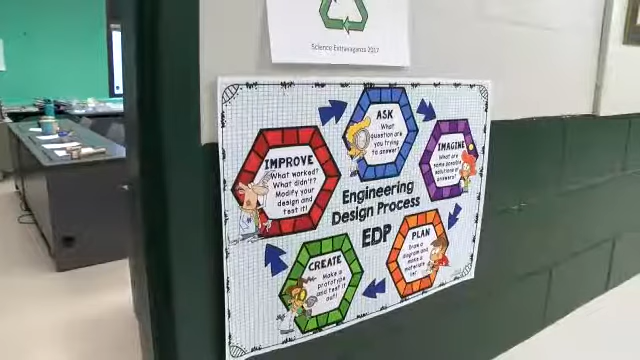 Science Extravaganza 2017
ASK
What
question are
you trying
to answer?
IMAGINE
What are
some possible
solutions or
answers?
PLAN
Draw a
diagram and
make a
materials
list!
CREATE
Make a
prototype
and test it
out!
IMPROVE
What worked?
What didn't?
Modify your
design and
test it!
Engineering
Design Process
EDP